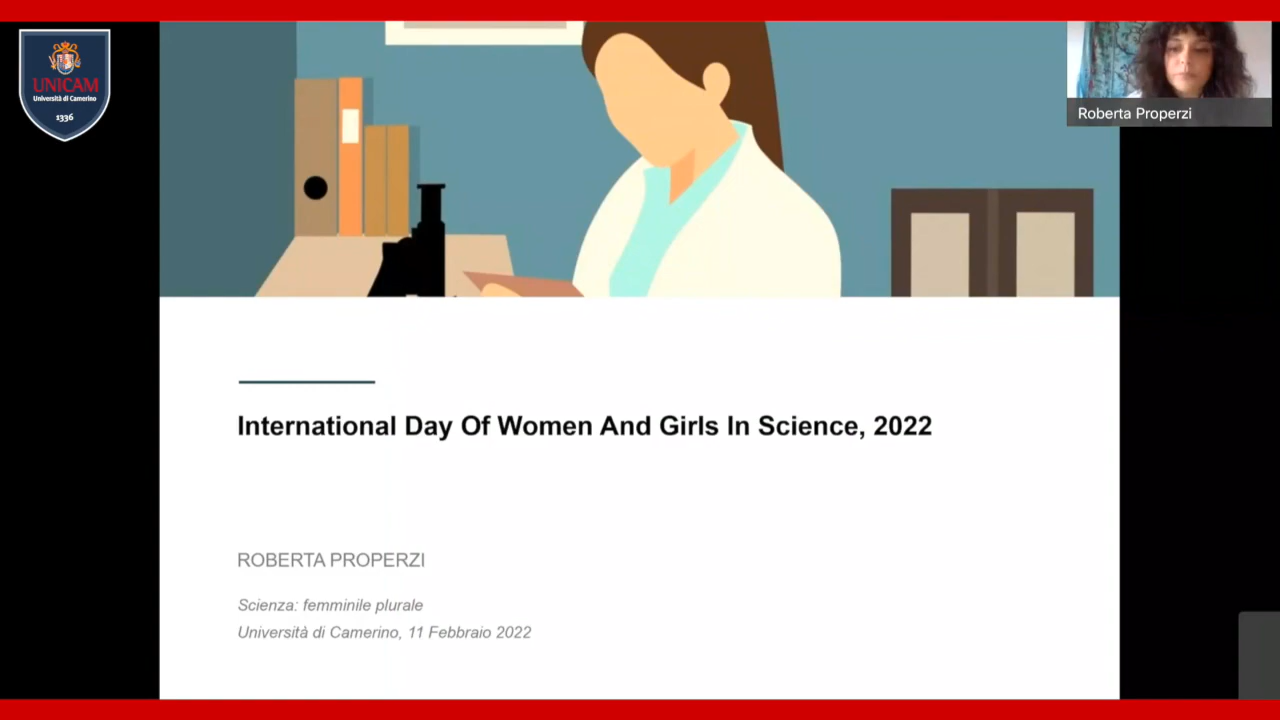 UNICAM
Università di Camerino
1336
Roberta Properzi
International Day Of Women And Girls In Science, 2022
ROBERTA PROPERZI
Scienza: femminile plurale
Università di Camerino, 11 Febbraio 2022